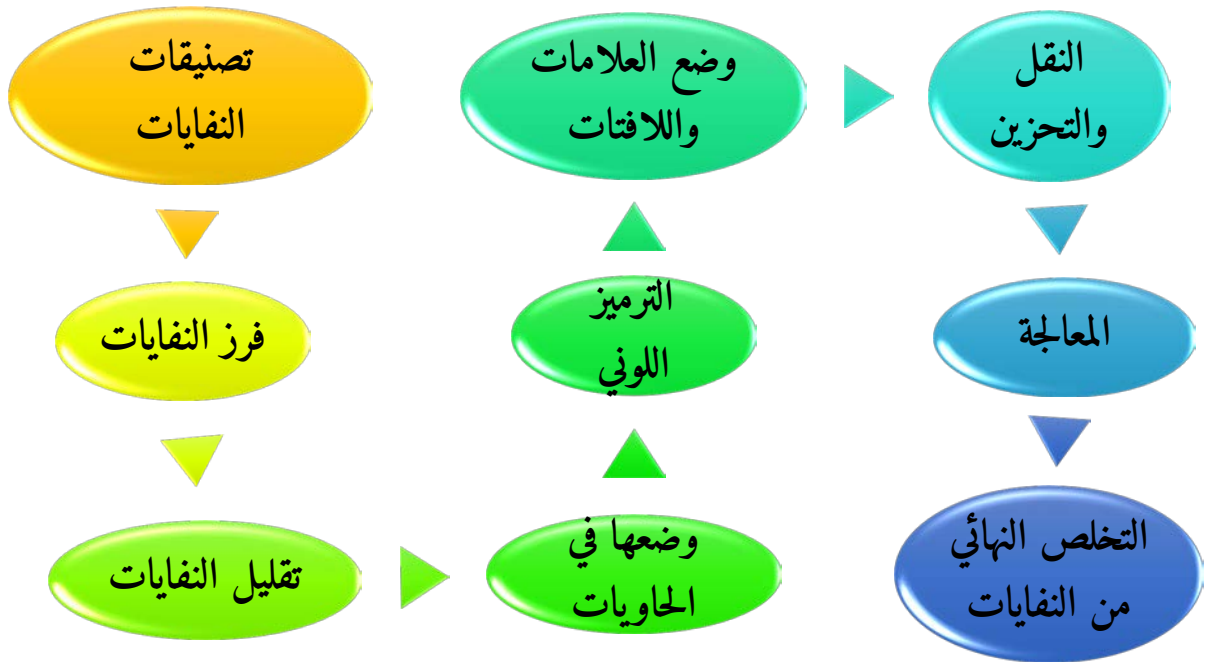 تصنيقات
النفايات
فرز النفايات
تقليل النفايات
وضعها في
الحاويات
الترميز
اللوني
وضع العلامات
واللافتات
النقل
والتحزين
المعالجة
التخلص النهائي
من النفايات